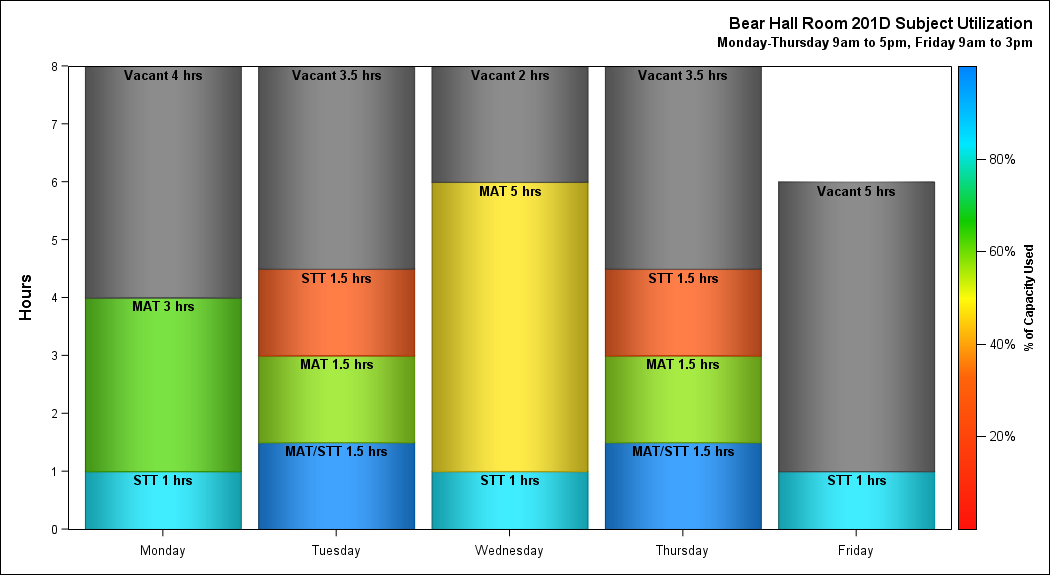 Bear Hall Room 201D Subject Utilization
Monday-Thursday 9am to 5pm, Friday 9am to 3pm
Hours
8
7
6
5
4
3
2
1
0
Vacant 4 hrs
MAT 3 hrs
STT 1 hrs
Vacant 3.5 hrs
STT 1.5 hrs
MAT 1.5 hrs
MAT/STT 1.5 hrs
Vacant 2 hrs
MAT 5 hrs
STT 1 hrs
Vacant 3.5 hrs
STT 1.5 hrs
MAT 1.5 hrs
MAT/STT 1.5 hrs
Vacant 5 hrs
STT 1 hrs
Monday
Tuesday
Wednesday
Thursday
Friday
80%
60%
40%
20%
% of Capacity Used